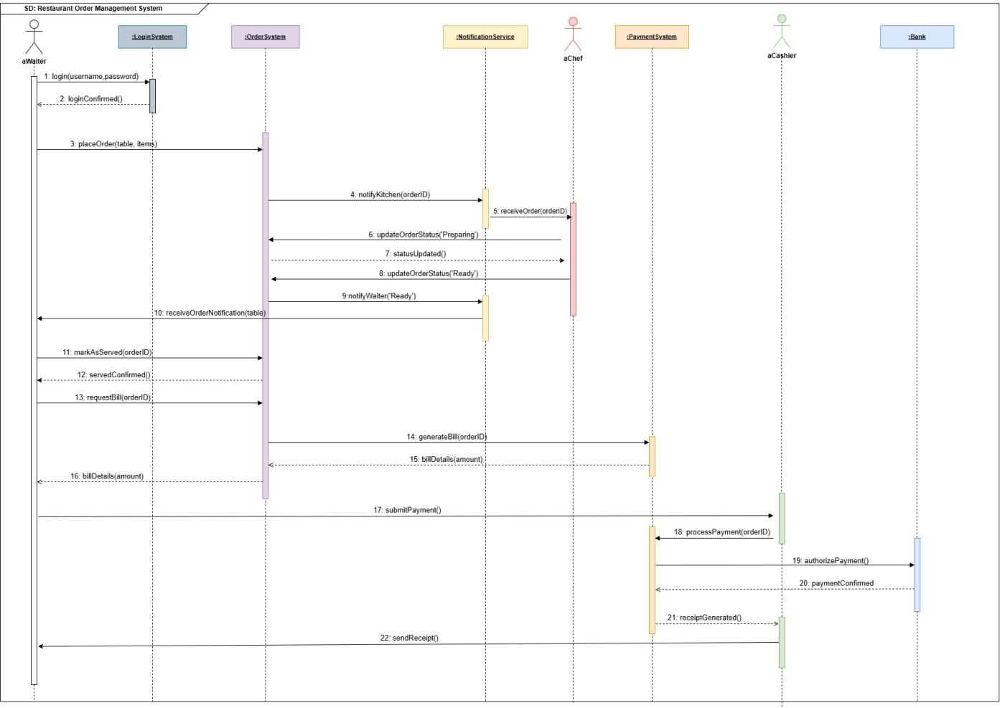 SD: Restaurant Order Management System
:LoginSystem
:OrderSystem
:NotificationService
:PaymentSystem
:Bank
aWaiter
aChef
aCashier
1: login(username,password)
2: loginConfirmed()
3: placeOrder(table, items)
4: notifyKitchen(orderID)
5: receiveOrder(orderID)
6: updateOrderStatus('Preparing')
7: statusUpdated()
8: updateOrderStatus('Ready')
9:notifyWaiter('Ready')
10: receiveOrderNotification(table)
11: markAsServed(orderID)
12: servedConfirmed()
13: requestBill(orderID)
14: generateBill(orderID)
15: billDetails(amount)
16: billDetails(amount)
17: submitPayment()
18: processPayment(orderID)
19: authorizePayment()
20: paymentConfirmed
21: receiptGenerated()
22: sendReceipt()